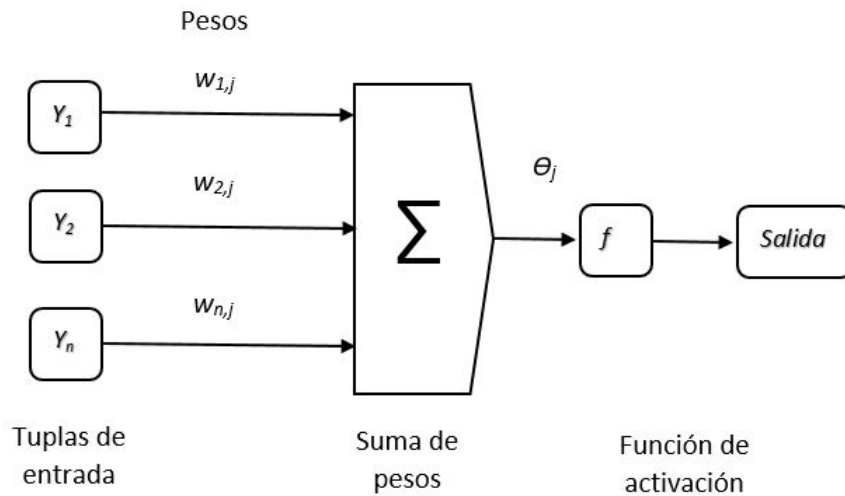 Pesos
w1,j
Y1
w2,j
Y2
wn,j
Yn
Σ
ϴj
f
Salida
Tuplas de
entrada
Suma de
pesos
Función de
activación